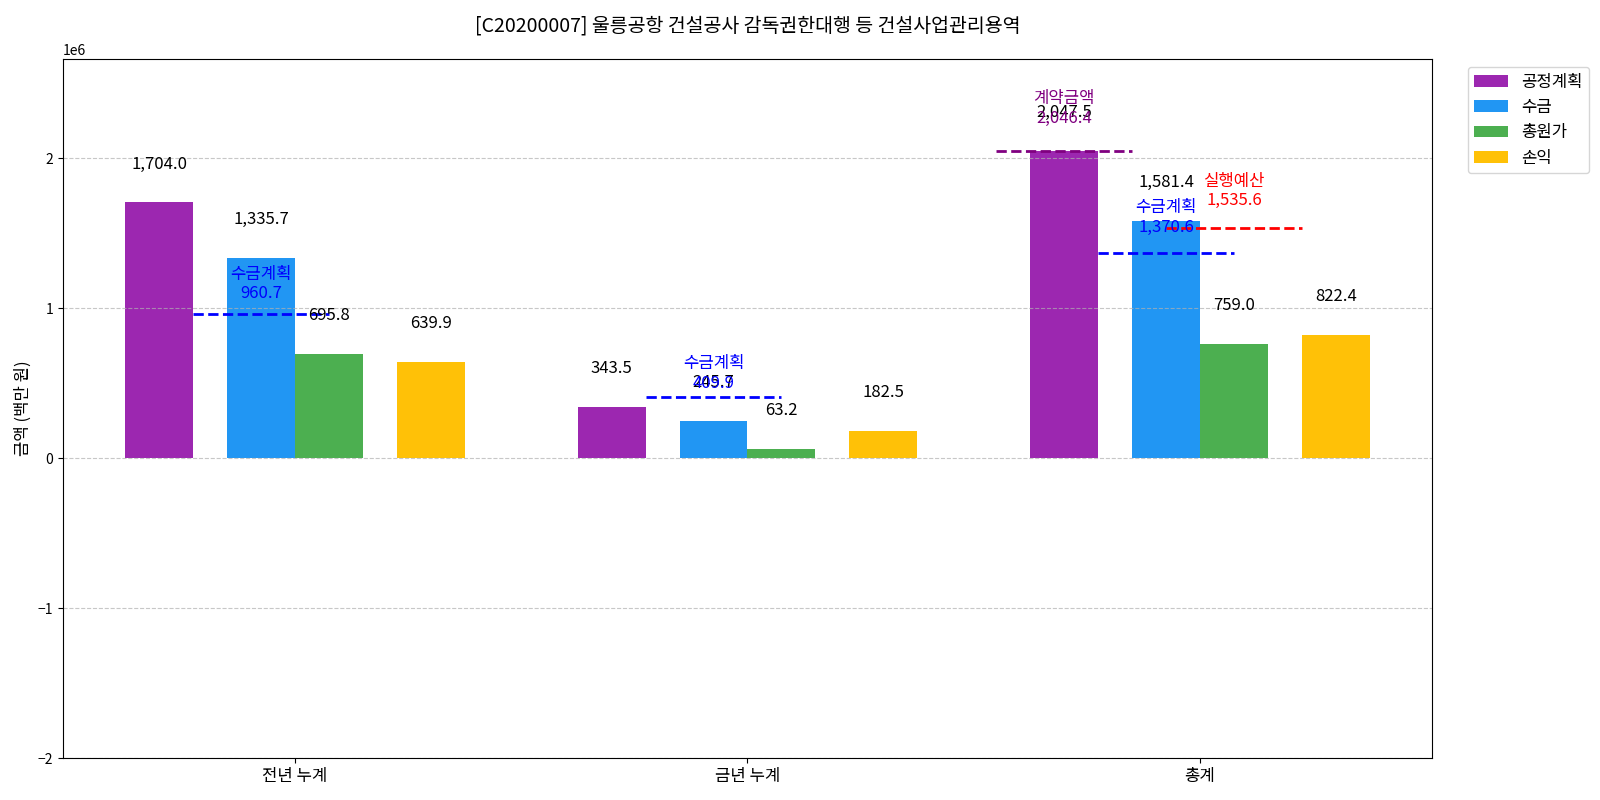 [C20200007] 울릉공항 건설공사 감독권한대행 등 건설사업관리용역
1e6
공정계획
수금
총원가
손익
금액 (백만 원)
2
1
0
−1
−2
1,704.0
1,335.7
수금계획
960.7
695.8
639.9
343.5
수금계획
245.7
63.2
182.5
계약금액
2,047.5
2,046.4
1,581.4
수금계획
1,370.6
실행예산
1,535.6
759.0
822.4
전년 누계
금년 누계
총계